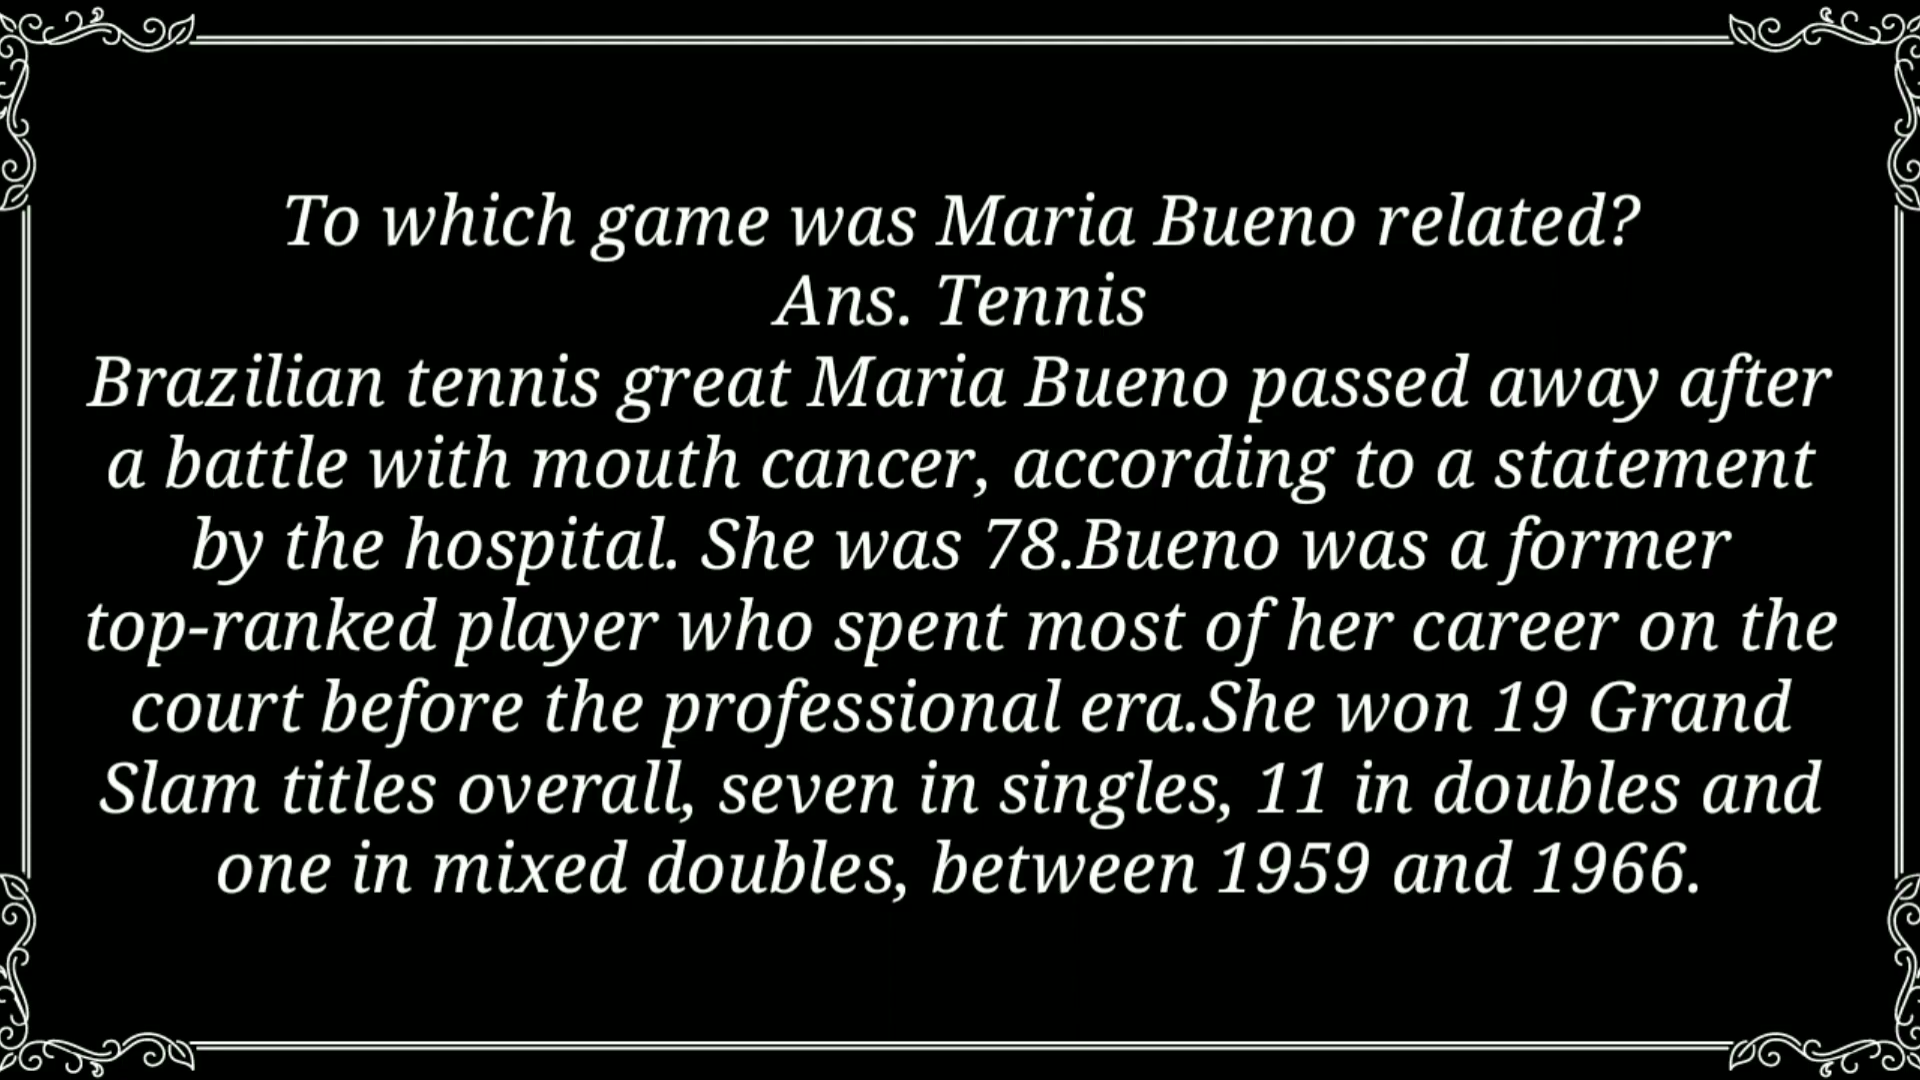 To which game was Maria Bueno related?
Ans. Tennis
Brazilian tennis great Maria Bueno passed away after
a battle with mouth cancer, according to a statement
by the hospital. She was 78.Bueno was a former
top-ranked player who spent most of her career on the
court before the professional era.She won 19 Grand
Slam titles overall, seven in singles, 11 in doubles and
one in mixed doubles, between 1959 and 1966.